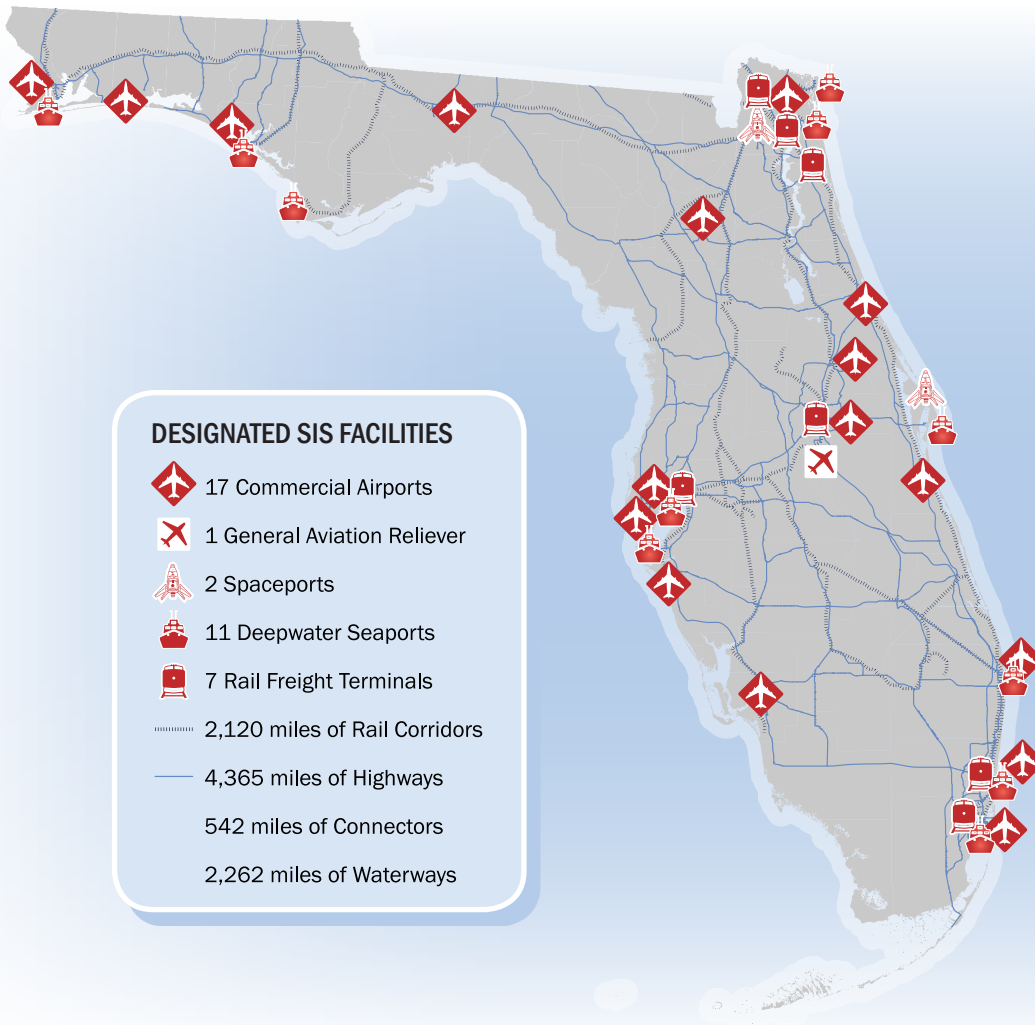 DESIGNATED SIS FACILITIES
17 Commercial Airports
1 General Aviation Reliever
2 Spaceports
11 Deepwater Seaports
7 Rail Freight Terminals
2,120 miles of Rail Corridors
4,365 miles of Highways
542 miles of Connectors
2,262 miles of Waterways